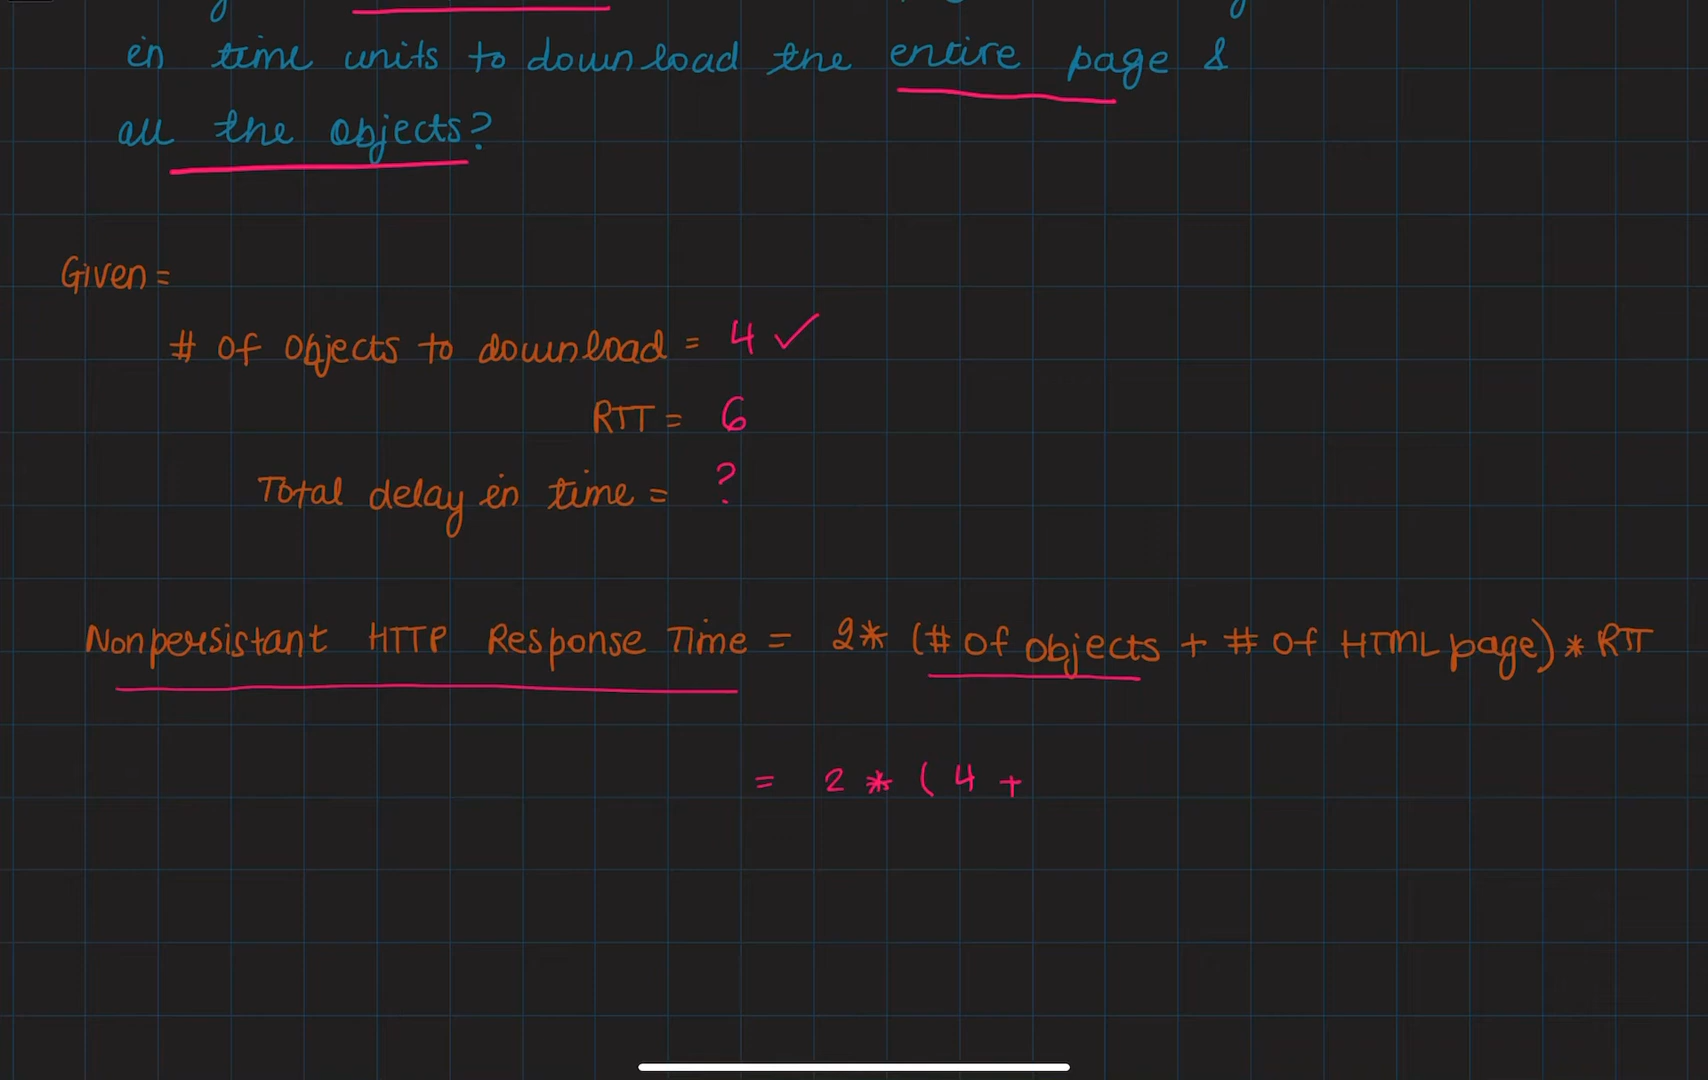 in time units to download the entire page &
all the objects?
Given =
# of objects to download = 4 ✓
RTT = 6
Total delay in time = ?
Nonpersistant HTTP Response Time = 2* (# of objects + # of HTML page) * RTT
= 2 * ( 4 +